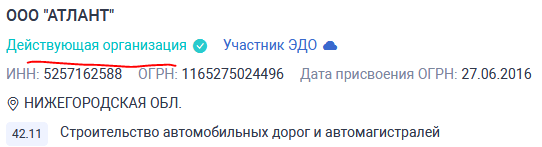 ООО "АТЛАНТ"
Действующая организация Участник ЭДО
ИНН: 5257162588 ОГРН: 1165275024496 Дата присвоения ОГРН: 27.06.2016
НИЖЕГОРОДСКАЯ ОБЛ.
42.11 Строительство автомобильных дорог и автомагистралей